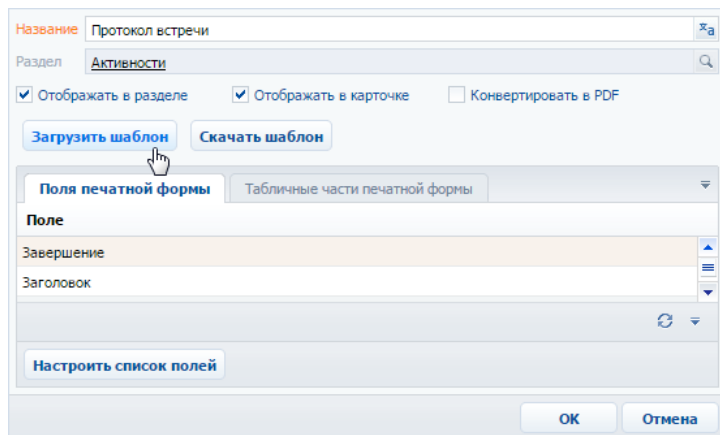 Название Протокол встречи xa
Раздел Активности
Отображать в разделе Отображать в карточке Конвертировать в PDF
Загрузить шаблон Скачать шаблон
Поля печатной формы Табличные части печатной формы
Поле
Завершение
Заголовок
Настроить список полей
ОК Отмена